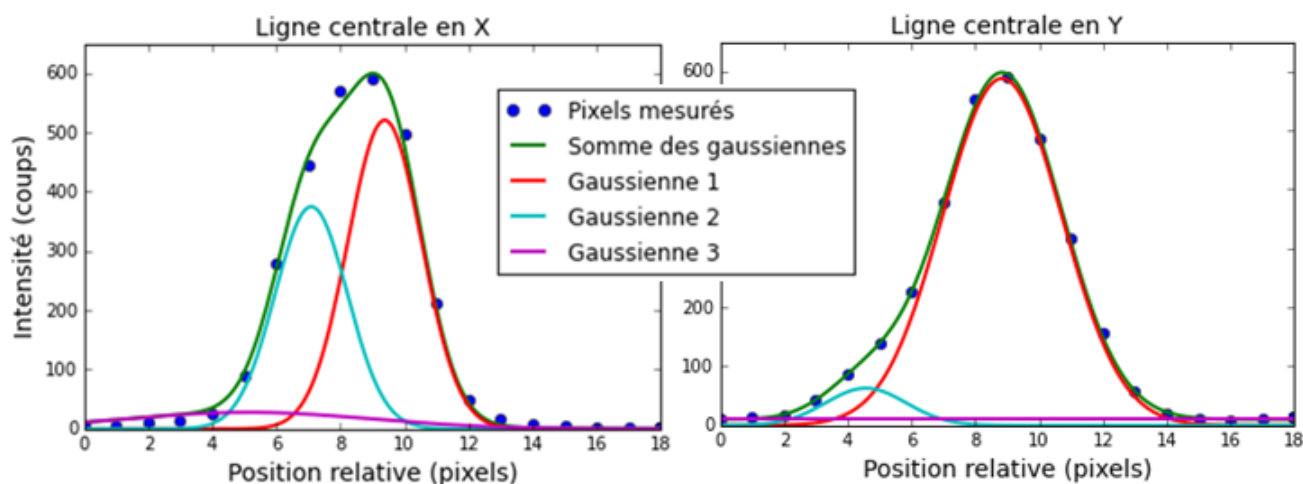 Ligne centrale en X
600
500
400
300
200
100
0
0 2 4 6 8 10 12 14 16 18
Intensité (coups)
Position relative (pixels)
Pixels mesurés
Somme des gaussiennes
Gaussienne 1
Gaussienne 2
Gaussienne 3
Ligne centrale en Y
600
400
300
200
100
0
0 2 4 6 8 10 12 14 16 18
Position relative (pixels)